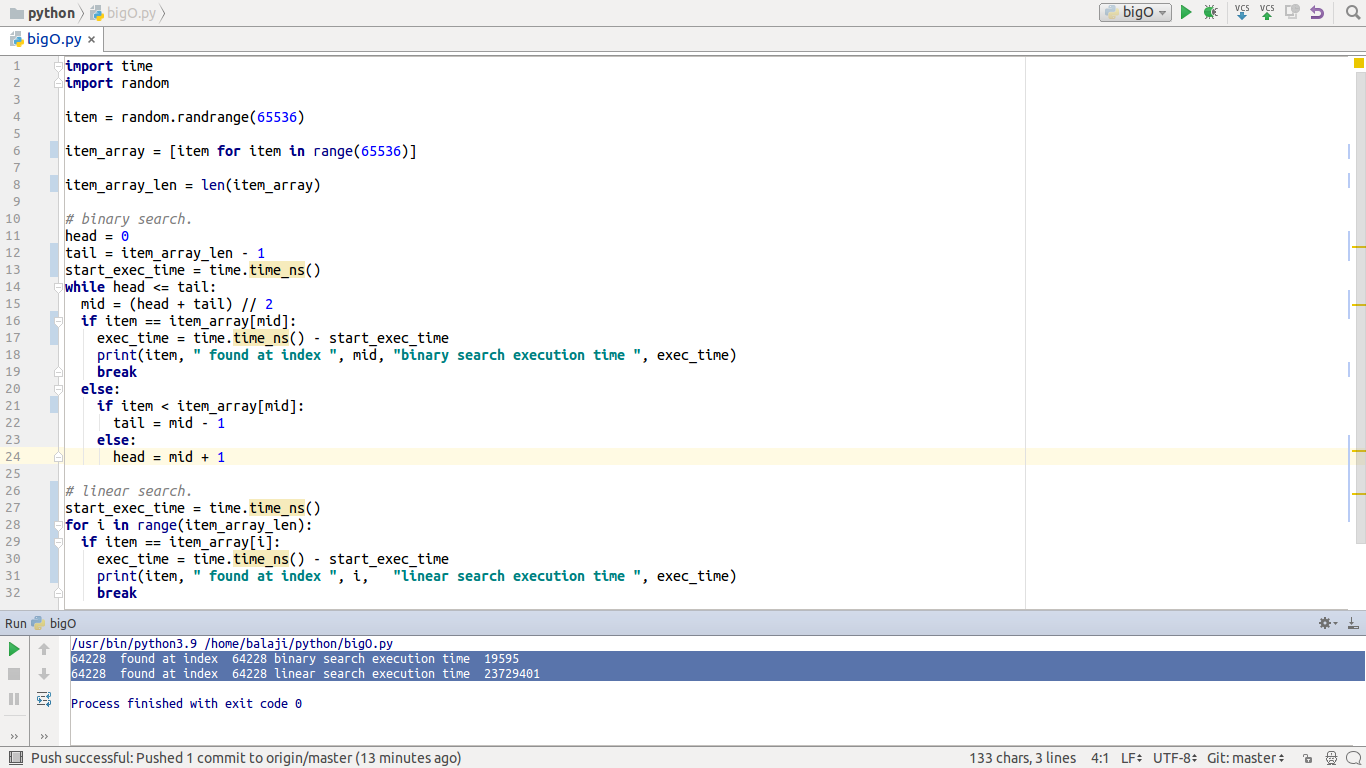 python bigO.py bigO VCS VCS
bigO.py ×
1 import time
2 import random
3
4 item = random.randrange(65536)
5
6 item_array = [item for item in range(65536)]
7
8 item_array_len = len(item_array)
9
10 # binary search.
11 head = 0
12 tail = item_array_len - 1
13 start_exec_time = time.time_ns()
14 while head <= tail:
15   mid = (head + tail) // 2
16   if item == item_array[mid]:
17     exec_time = time.time_ns() - start_exec_time
18     print(item, " found at index ", mid, "binary search execution time ", exec_time)
19     break
20   else:
21     if item < item_array[mid]:
22       tail = mid - 1
23     else:
24       head = mid + 1
25
26 # linear search.
27 start_exec_time = time.time_ns()
28 for i in range(item_array_len):
29   if item == item_array[i]:
30     exec_time = time.time_ns() - start_exec_time
31     print(item, " found at index ", i,   "linear search execution time ", exec_time)
32     break
Run bigO
/usr/bin/python3.9 /home/balaji/python/bigO.py
64228  found at index  64228 binary search execution time  19595
64228  found at index  64228 linear search execution time  23729401
Process finished with exit code 0
Push successful: Pushed 1 commit to origin/master (13 minutes ago) 133 chars, 3 lines 4:1 LF UTF-8 Git: master